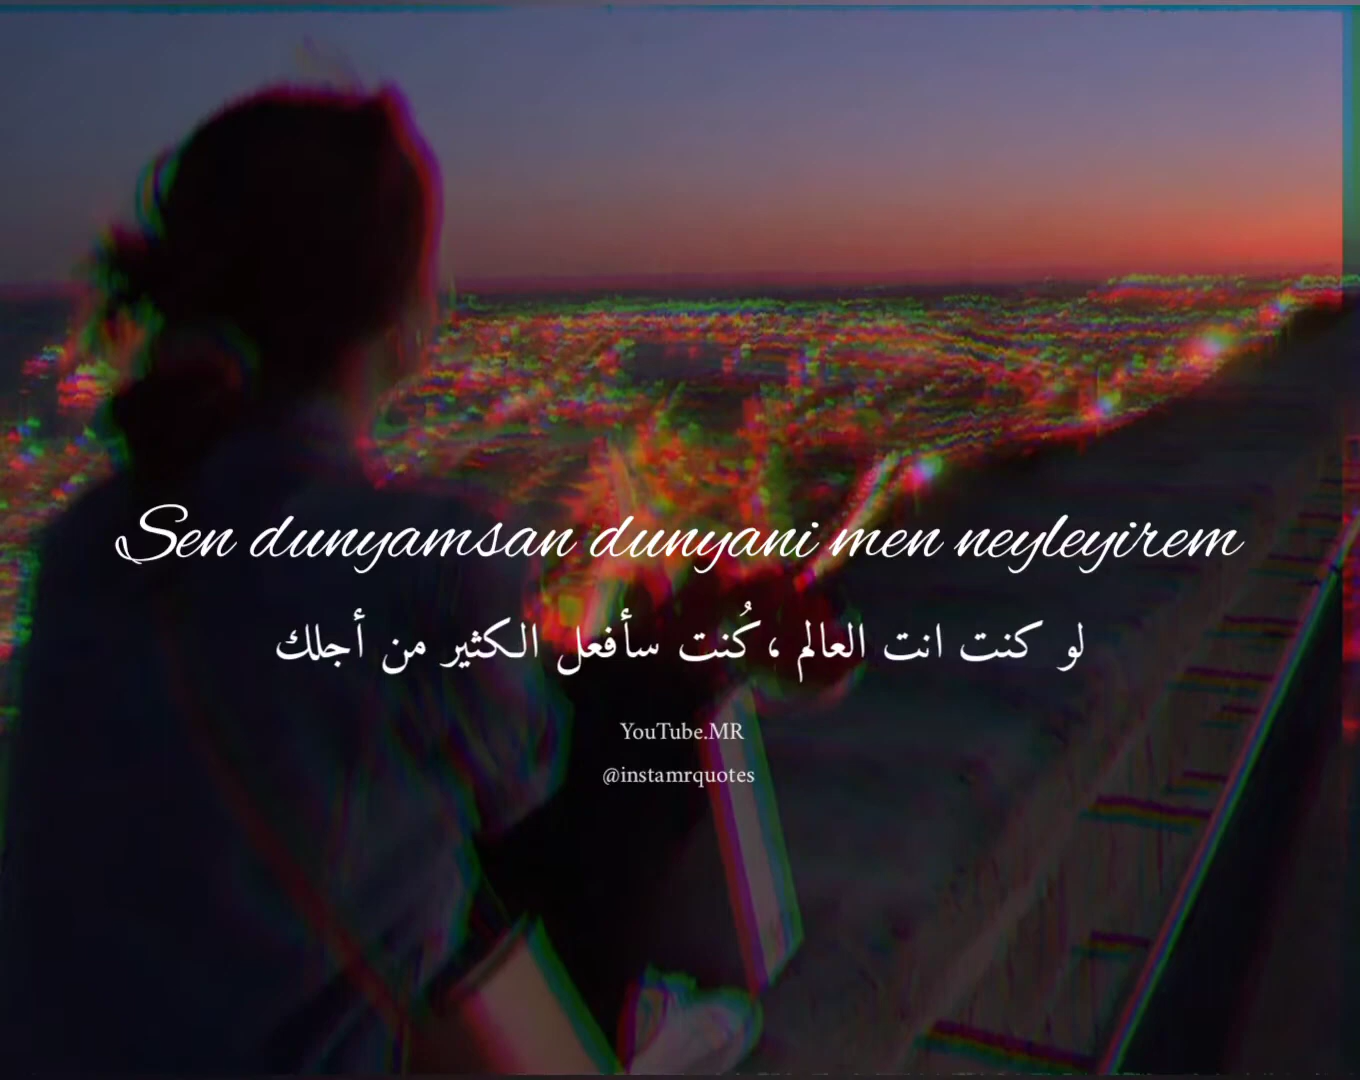 Sen dunyamsan dunyani men neyleyirem
لو كنت انت العالم ،كُنت سأفعل الكثير من أجلك
YouTube.MR
@instamrquotes